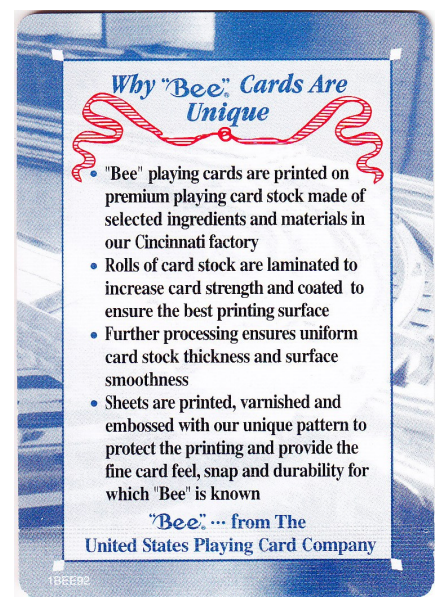 Why "Bee"® Cards Are
Unique
• "Bee" playing cards are printed on
premium playing card stock made of
selected ingredients and materials in
our Cincinnati factory
• Rolls of card stock are laminated to
increase card strength and coated to
ensure the best printing surface
• Further processing ensures uniform
card stock thickness and surface
smoothness
• Sheets are printed, varnished and
embossed with our unique pattern to
protect the printing and provide the
fine card feel, snap and durability for
which "Bee" is known
"Bee"® ··· from The
United States Playing Card Company
1BEE92